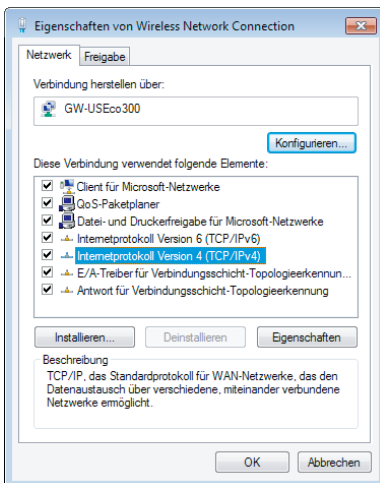 Eigenschaften von Wireless Network Connection
Netzwerk
Freigabe
Verbindung herstellen über:
GW-USEco300
Konfigurieren...
Diese Verbindung verwendet folgende Elemente:
Client für Microsoft-Netzwerke
QoS-Paketplaner
Datei- und Druckerfreigabe für Microsoft-Netzwerke
Internetprotokoll Version 6 (TCP/IPv6)
Internetprotokoll Version 4 (TCP/IPv4)
E/A-Treiber für Verbindungsschicht-Topologieerkennun...
Antwort für Verbindungsschicht-Topologieerkennung
Installieren... Deinstallieren Eigenschaften
Beschreibung
TCP/IP, das Standardprotokoll für WAN-Netzwerke, das den
Datenaustausch über verschiedene, miteinander verbundene
Netzwerke ermöglicht.
OK Abbrechen